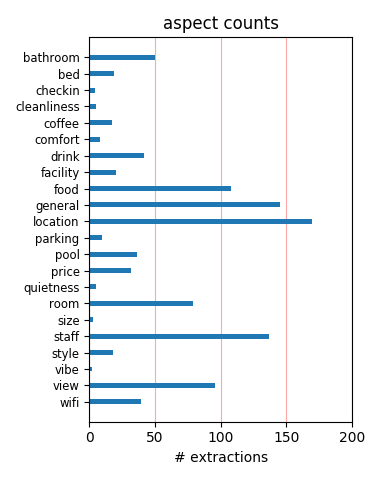 aspect counts
bathroom
bed
checkin
cleanliness
coffee
comfort
drink
facility
food
general
location
parking
pool
price
quietness
room
size
staff
style
vibe
view
wifi
0 50 100 150 200
# extractions